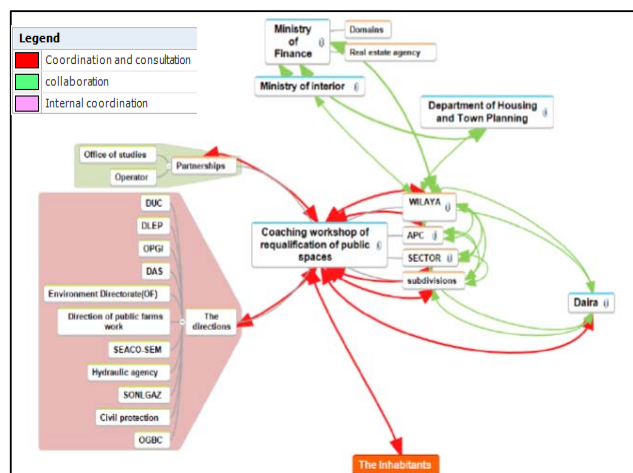 Legend
Coordination and consultation
collaboration
Internal coordination
Ministry
of
Finance
Domains
Real estate agency
Ministry of interior
Department of Housing
and Town Planning
Office of studies
Operator
Partnerships
DUC
DLEP
OPGI
DAS
Environment Directorate(OF)
Direction of public farms
work
SEACO-SEM
Hydraulic agency
SONLGAZ
Civil protection
OGBC
The
directions
Coaching workshop of
requalification of public
spaces
WILAYA
APC
SECTOR
subdivisions
Daira
The Inhabitants